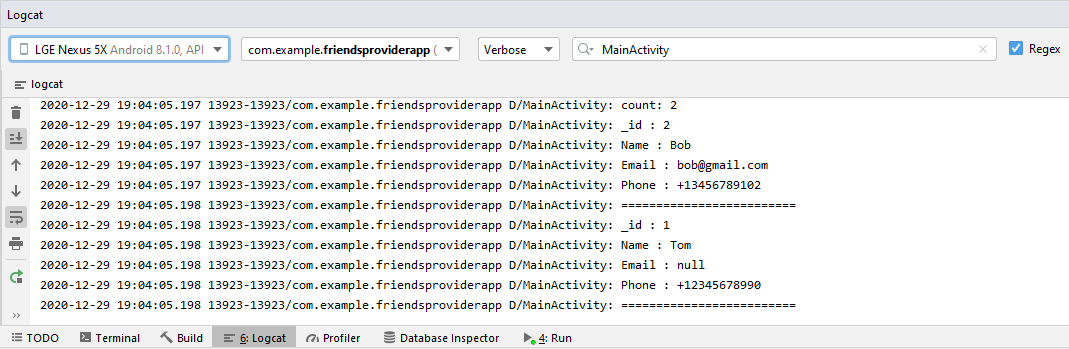 Logcat
LGE Nexus 5X Android 8.1.0, API
com.example.friendsproviderapp (
Verbose
MainActivity
Regex
logcat
2020-12-29 19:04:05.197 13923-13923/com.example.friendsproviderapp D/MainActivity: count: 2
2020-12-29 19:04:05.197 13923-13923/com.example.friendsproviderapp D/MainActivity: _id : 2
2020-12-29 19:04:05.197 13923-13923/com.example.friendsproviderapp D/MainActivity: Name : Bob
2020-12-29 19:04:05.197 13923-13923/com.example.friendsproviderapp D/MainActivity: Email : bob@gmail.com
2020-12-29 19:04:05.197 13923-13923/com.example.friendsproviderapp D/MainActivity: Phone : +13456789102
2020-12-29 19:04:05.198 13923-13923/com.example.friendsproviderapp D/MainActivity: =========================
2020-12-29 19:04:05.198 13923-13923/com.example.friendsproviderapp D/MainActivity: _id : 1
2020-12-29 19:04:05.198 13923-13923/com.example.friendsproviderapp D/MainActivity: Name : Tom
2020-12-29 19:04:05.198 13923-13923/com.example.friendsproviderapp D/MainActivity: Email : null
2020-12-29 19:04:05.198 13923-13923/com.example.friendsproviderapp D/MainActivity: Phone : +12345678990
2020-12-29 19:04:05.198 13923-13923/com.example.friendsproviderapp D/MainActivity: =========================
TODO
Terminal
Build
6: Logcat
Profiler
Database Inspector
4: Run